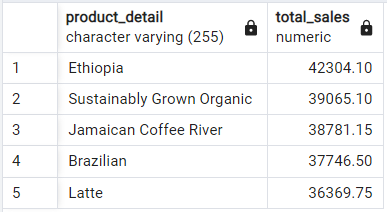 product_detail total_sales
character varying (255) numeric
1 Ethiopia 42304.10
2 Sustainably Grown Organic 39065.10
3 Jamaican Coffee River 38781.15
4 Brazilian 37746.50
5 Latte 36369.75